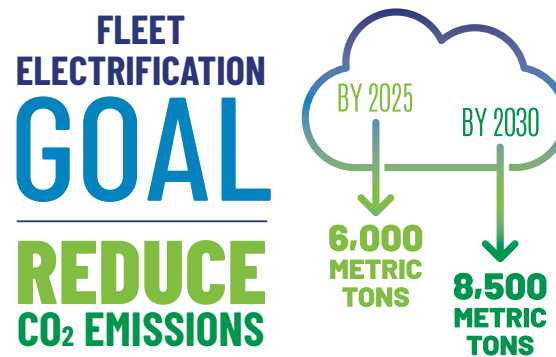 FLEET
ELECTRIFICATION
GOAL
REDUCE
CO₂ EMISSIONS
BY 2025
6,000
METRIC
TONS
BY 2030
8,500
METRIC
TONS